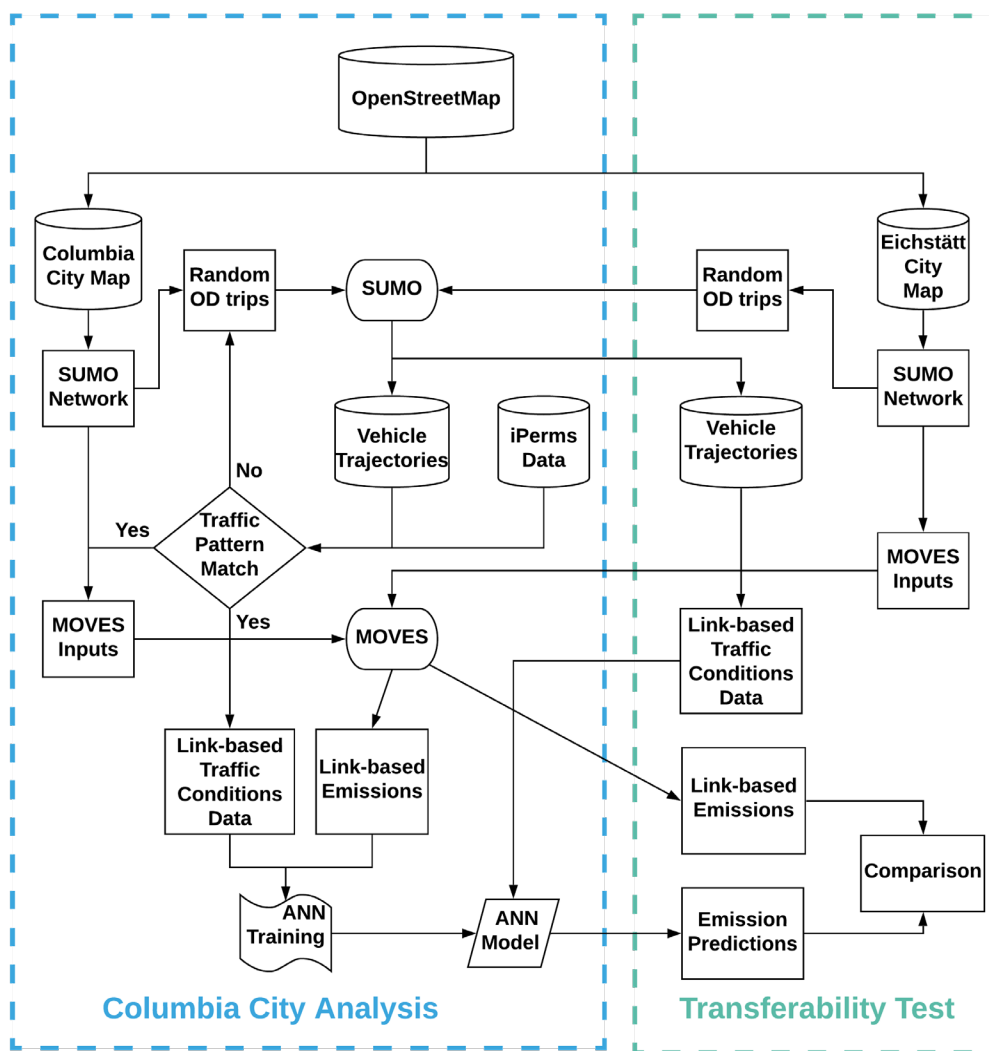 OpenStreetMap
Columbia
City Map
Random
OD trips
SUMO
Random
OD trips
Eichstätt
City
Map
SUMO
Network
SUMO
Network
Vehicle
Trajectories
iPerms
Data
Vehicle
Trajectories
No
Yes
Traffic
Pattern
Match
MOVES
Inputs
MOVES
Inputs
Yes
MOVES
Link-based
Traffic
Conditions
Data
Link-based
Traffic
Conditions
Data
Link-based
Emissions
Link-based
Emissions
Comparison
ANN
Training
ANN
Model
Emission
Predictions
Columbia City Analysis
Transferability Test